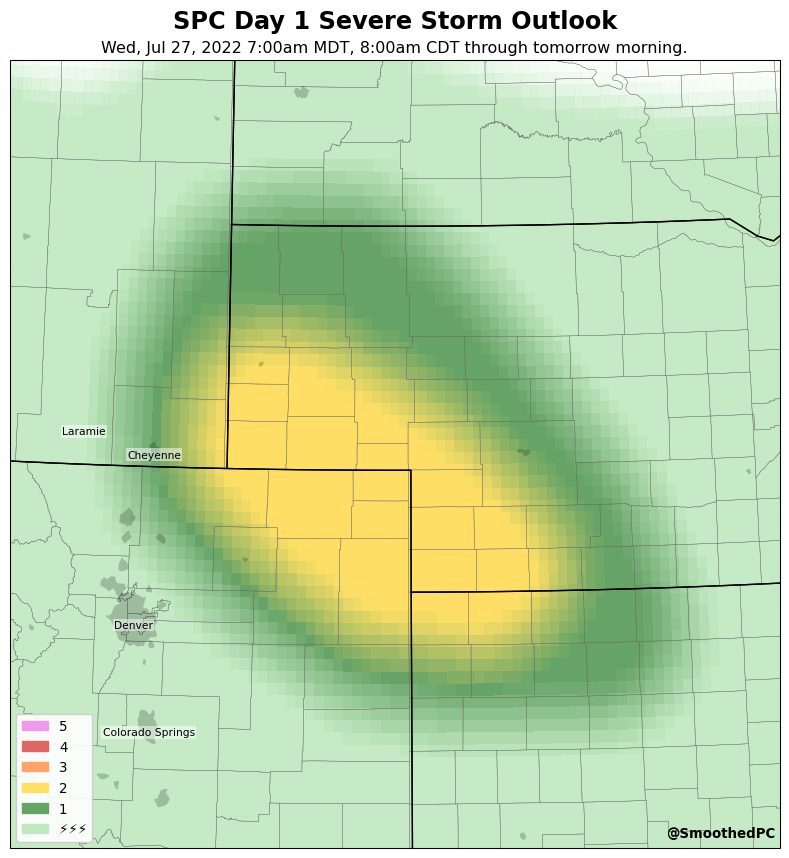 SPC Day 1 Severe Storm Outlook
Wed, Jul 27, 2022 7:00am MDT, 8:00am CDT through tomorrow morning.
Laramie
Cheyenne
Denver
Colorado Springs
5
4
3
2
1
⚡⚡⚡
@SmoothedPC